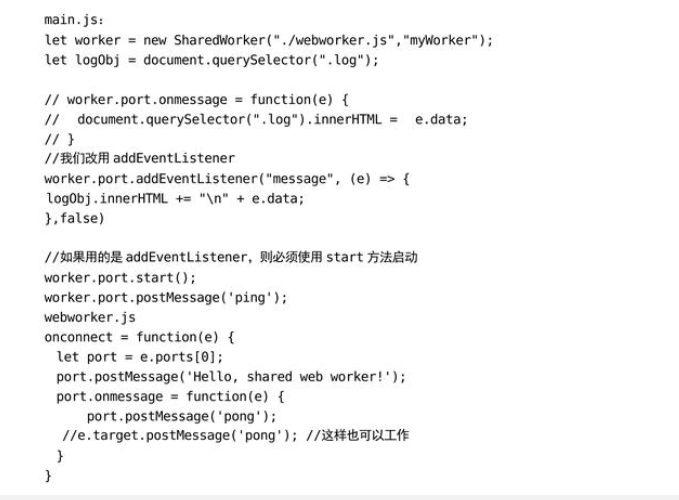 main.js：
let worker = new SharedWorker("./webworker.js","myWorker");
let logObj = document.querySelector(".log");
// worker.port.onmessage = function(e) {
//  document.querySelector(".log").innerHTML =  e.data;
// }
//我们改用 addEventListener
worker.port.addEventListener("message", (e) => {
logObj.innerHTML += "\n" + e.data;
},false)
//如果用的是 addEventListener，则必须使用 start 方法启动
worker.port.start();
worker.port.postMessage('ping');
webworker.js
onconnect = function(e) {
let port = e.ports[0];
port.postMessage('Hello, shared web worker!');
port.onmessage = function(e) {
port.postMessage('pong');
//e.target.postMessage('pong'); //这样也可以工作
}
}